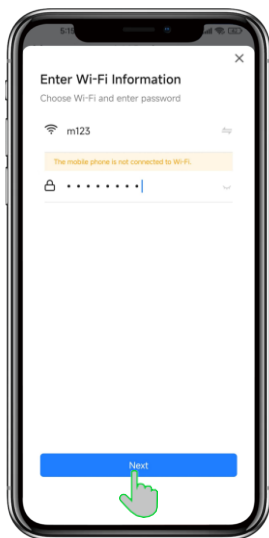 Enter Wi-Fi Information
Choose Wi-Fi and enter password
m123
The mobile phone is not connected to Wi-Fi.
Next